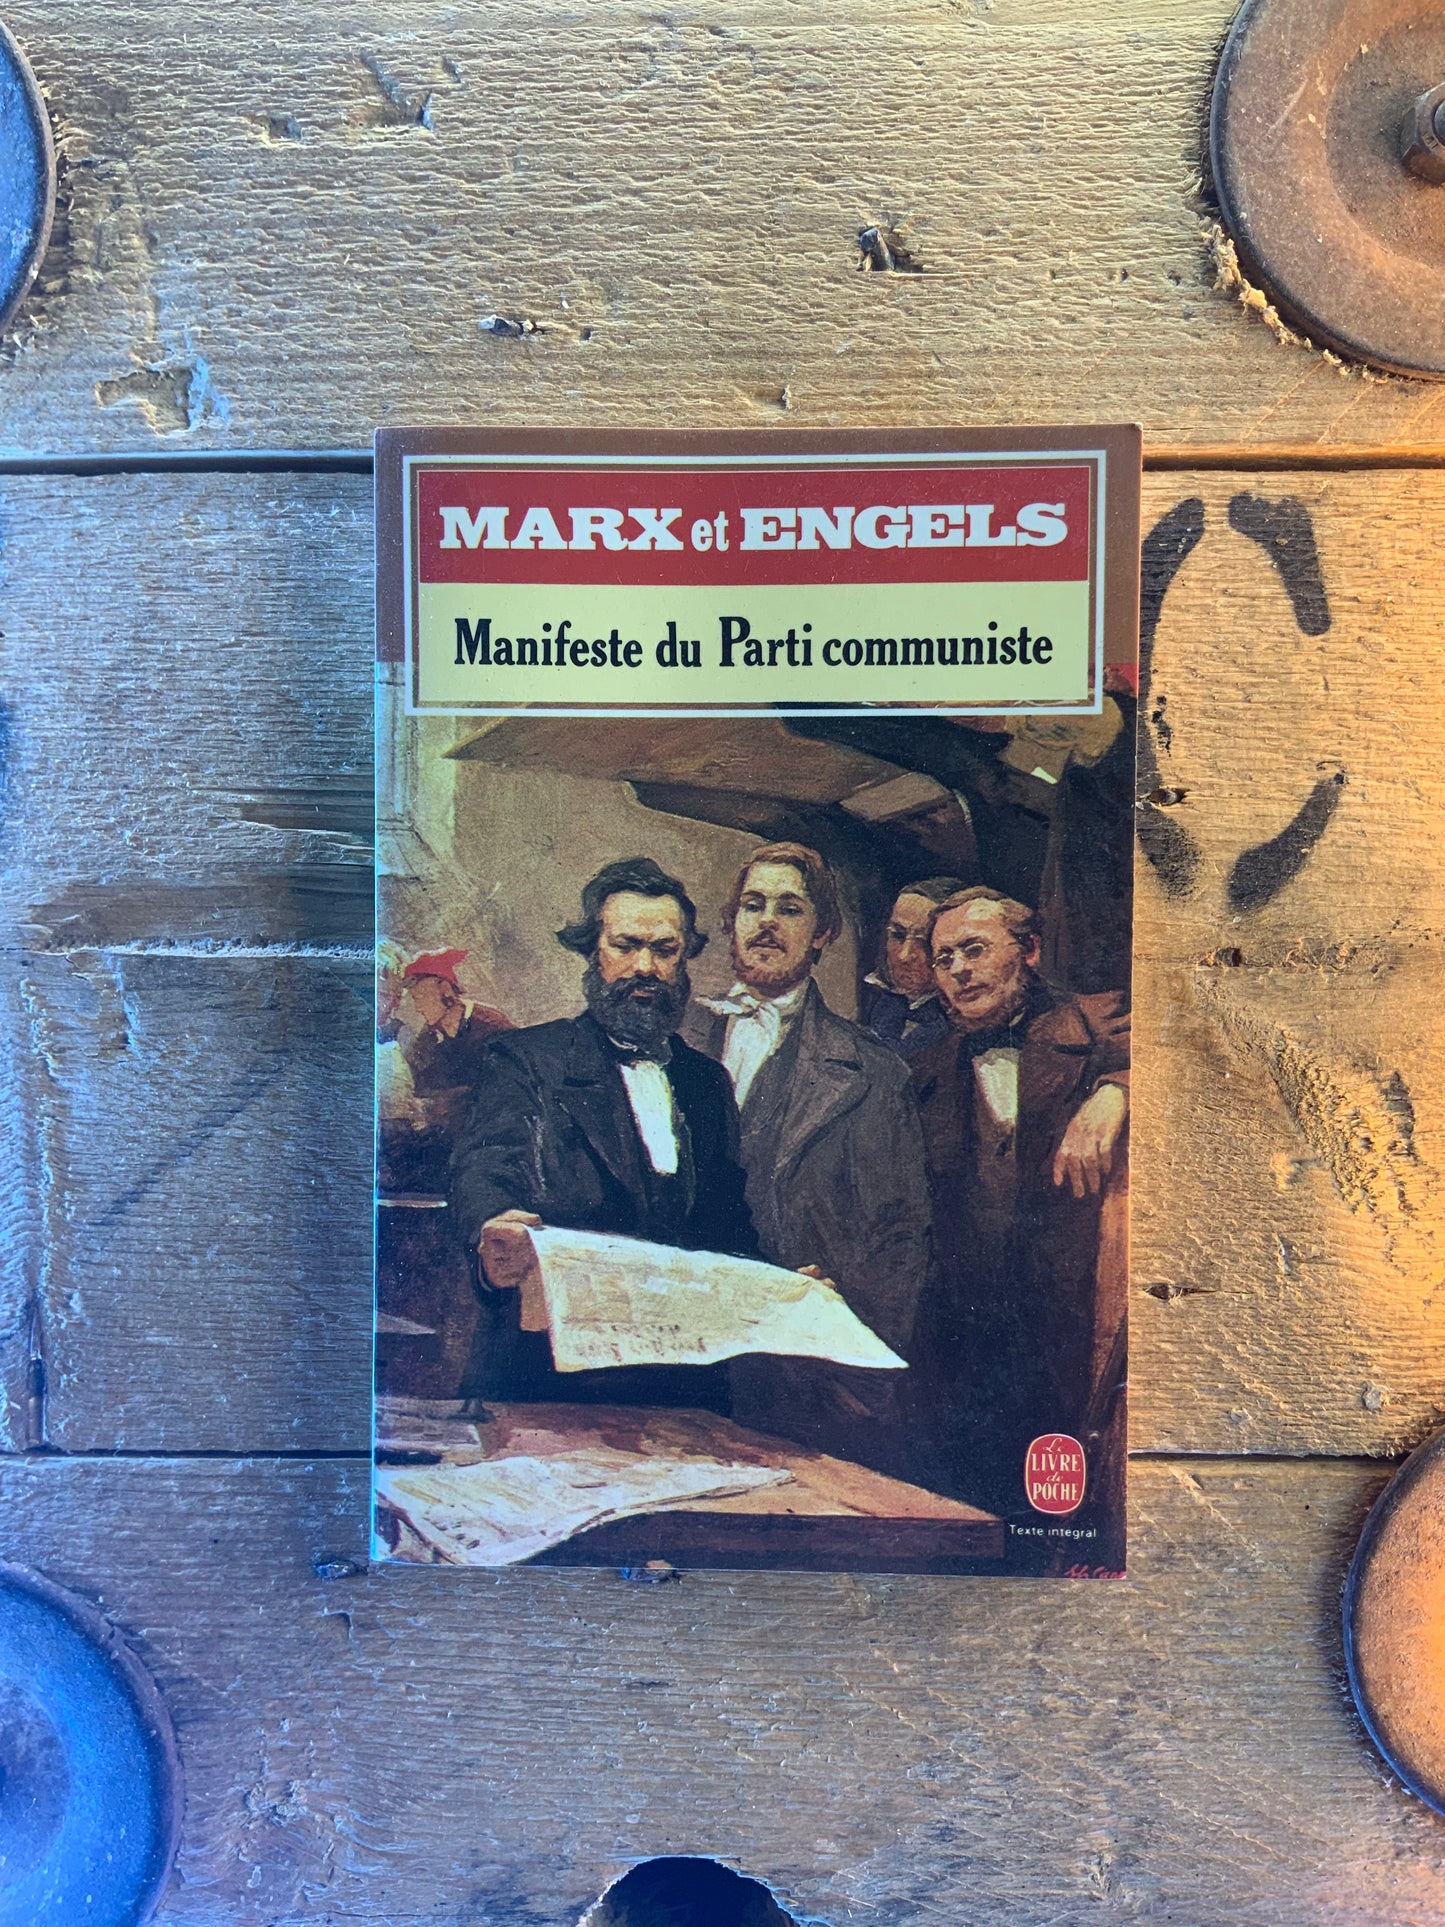 MARX et ENGELS
Manifeste du Parti communiste
Le
LIVRE
de
POCHE
Texte intégral